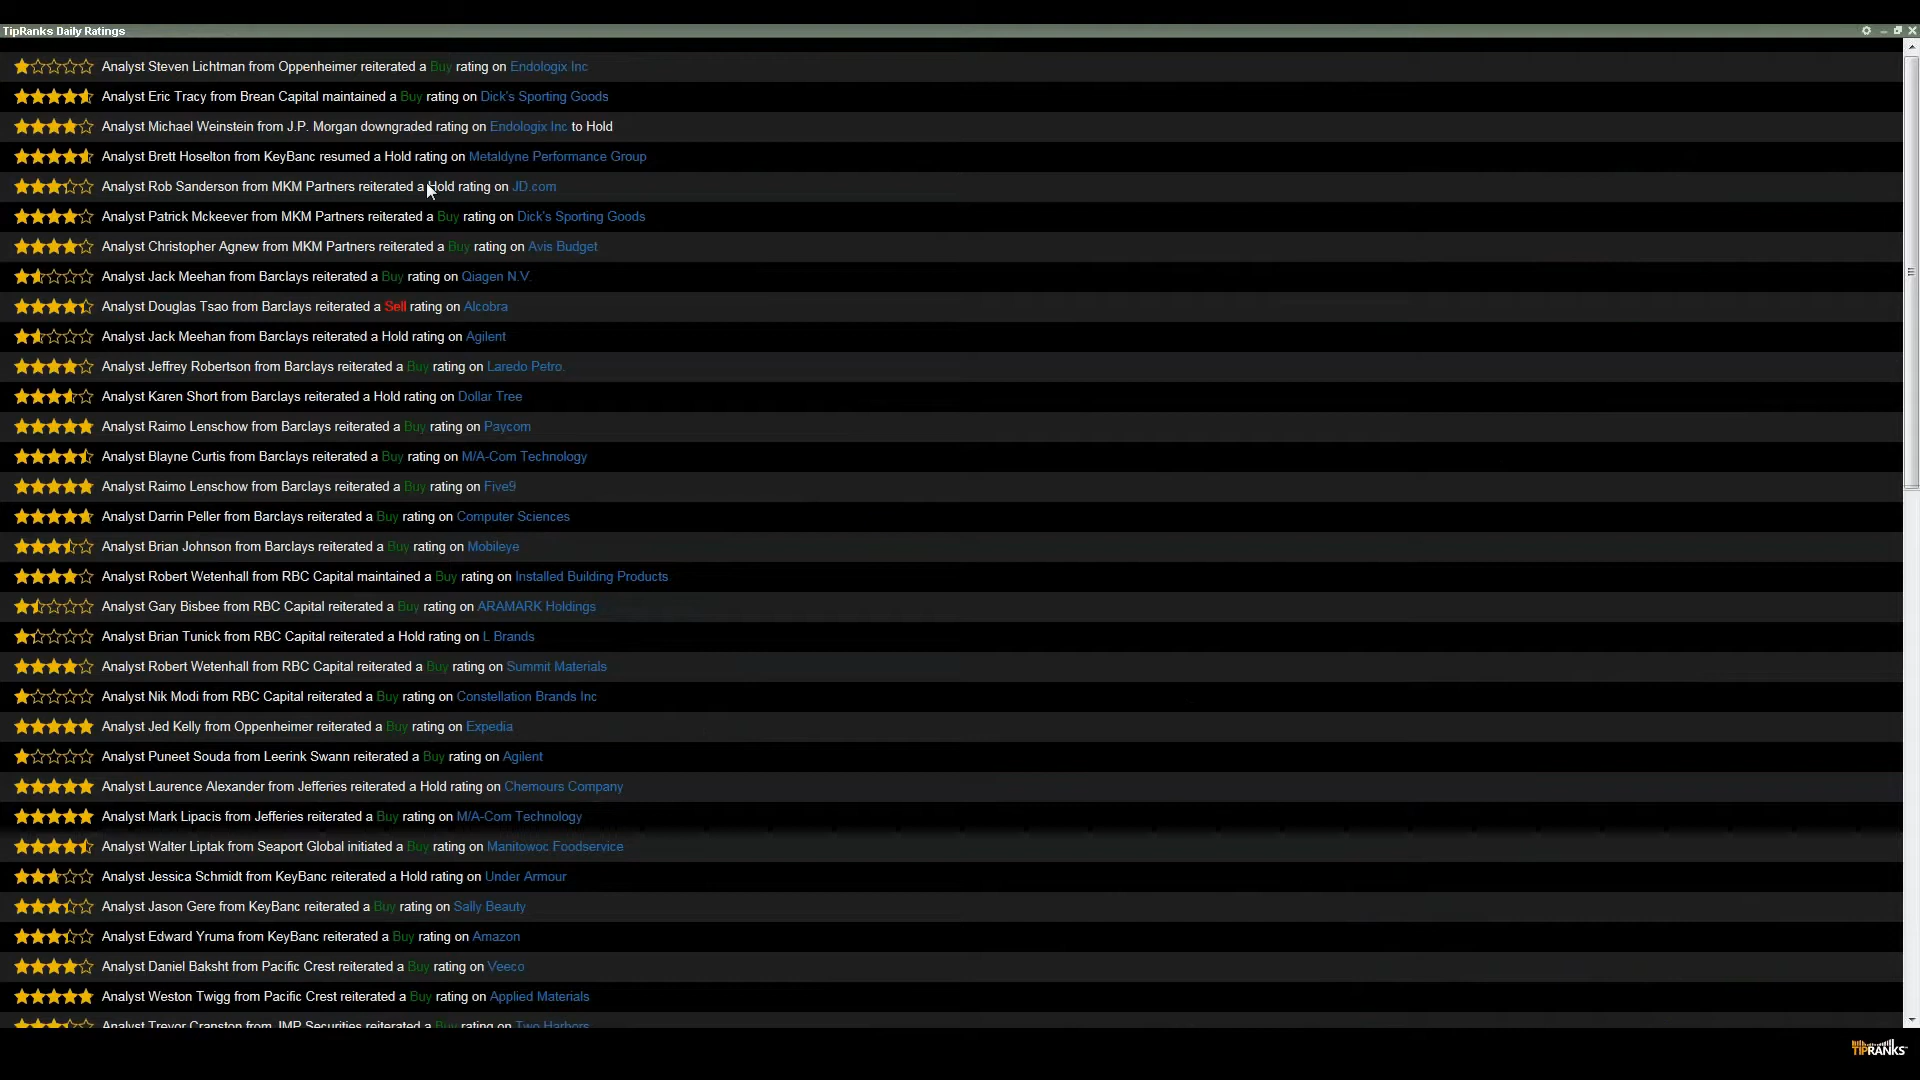 TipRanks Daily Ratings
Analyst Steven Lichtman from Oppenheimer reiterated a Buy rating on Endologix Inc
Analyst Eric Tracy from Brean Capital maintained a Buy rating on Dick's Sporting Goods
Analyst Michael Weinstein from J.P. Morgan downgraded rating on Endologix Inc to Hold
Analyst Brett Hoselton from KeyBanc resumed a Hold rating on Metaldyne Performance Group
Analyst Rob Sanderson from MKM Partners reiterated a Hold rating on JD.com
Analyst Patrick Mckeever from MKM Partners reiterated a Buy rating on Dick's Sporting Goods
Analyst Christopher Agnew from MKM Partners reiterated a Buy rating on Avis Budget
Analyst Jack Meehan from Barclays reiterated a Buy rating on Qiagen N.V.
Analyst Douglas Tsao from Barclays reiterated a Sell rating on Alcobra
Analyst Jack Meehan from Barclays reiterated a Hold rating on Agilent
Analyst Jeffrey Robertson from Barclays reiterated a Buy rating on Laredo Petro.
Analyst Karen Short from Barclays reiterated a Hold rating on Dollar Tree
Analyst Raimo Lenschow from Barclays reiterated a Buy rating on Paycom
Analyst Blayne Curtis from Barclays reiterated a Buy rating on M/A-Com Technology
Analyst Raimo Lenschow from Barclays reiterated a Buy rating on Five9
Analyst Darrin Peller from Barclays reiterated a Buy rating on Computer Sciences
Analyst Brian Johnson from Barclays reiterated a Buy rating on Mobileye
Analyst Robert Wetenhall from RBC Capital maintained a Buy rating on Installed Building Products
Analyst Gary Bisbee from RBC Capital reiterated a Buy rating on ARAMARK Holdings
Analyst Brian Tunick from RBC Capital reiterated a Hold rating on L Brands
Analyst Robert Wetenhall from RBC Capital reiterated a Buy rating on Summit Materials
Analyst Nik Modi from RBC Capital reiterated a Buy rating on Constellation Brands Inc
Analyst Jed Kelly from Oppenheimer reiterated a Buy rating on Expedia
Analyst Puneet Souda from Leerink Swann reiterated a Buy rating on Agilent
Analyst Laurence Alexander from Jefferies reiterated a Hold rating on Chemours Company
Analyst Mark Lipacis from Jefferies reiterated a Buy rating on M/A-Com Technology
Analyst Walter Liptak from Seaport Global initiated a Buy rating on Manitowoc Foodservice
Analyst Jessica Schmidt from KeyBanc reiterated a Hold rating on Under Armour
Analyst Jason Gere from KeyBanc reiterated a Buy rating on Sally Beauty
Analyst Edward Yruma from KeyBanc reiterated a Buy rating on Amazon
Analyst Daniel Baksht from Pacific Crest reiterated a Buy rating on Veeco
Analyst Weston Twigg from Pacific Crest reiterated a Buy rating on Applied Materials
Analyst Trevor Cranston from JMP Securities reiterated a Buy rating on Two Harbors
TIPRANKS